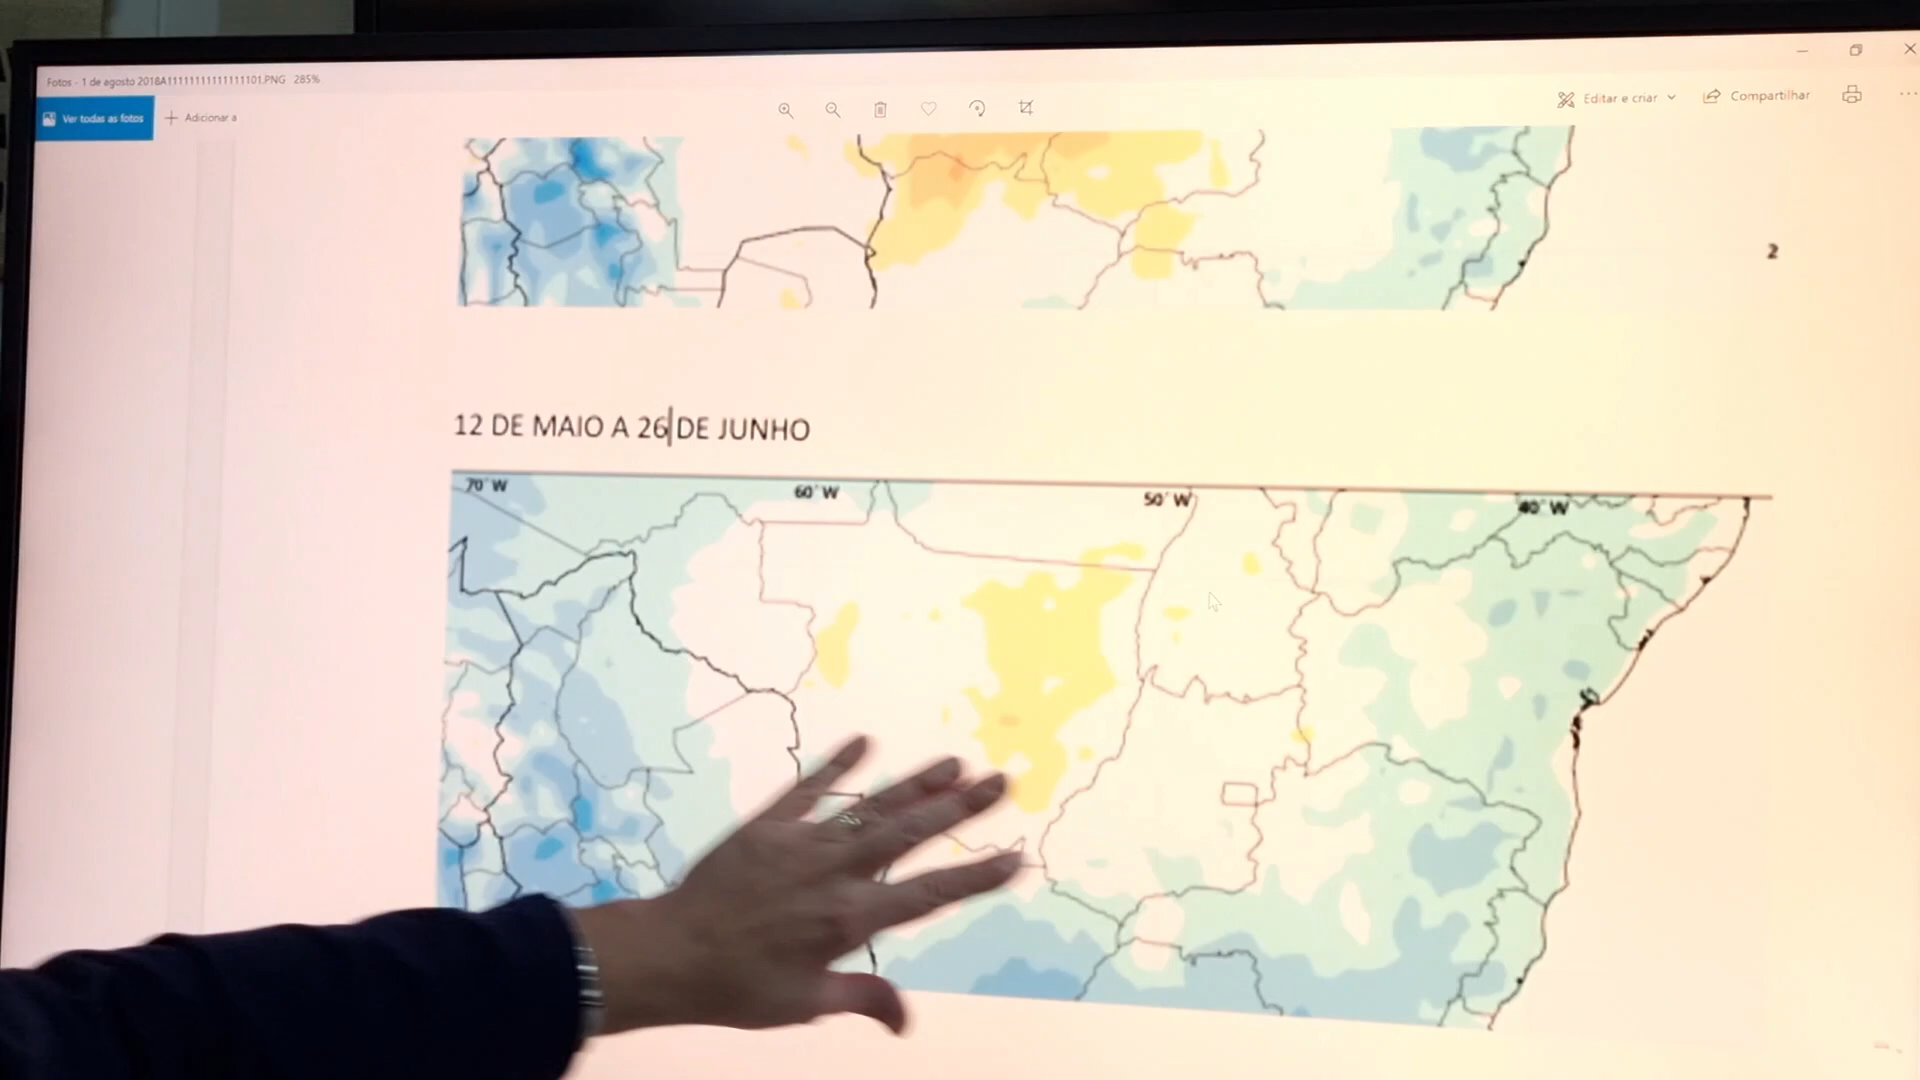 Fotos - 1 de agosto 2018A11111111111111101.PNG 285%
Ver todas as fotos
Adicionar a
Editar e criar
Compartilhar
2
12 DE MAIO A 26 DE JUNHO
70° W
60° W
50° W
40° W